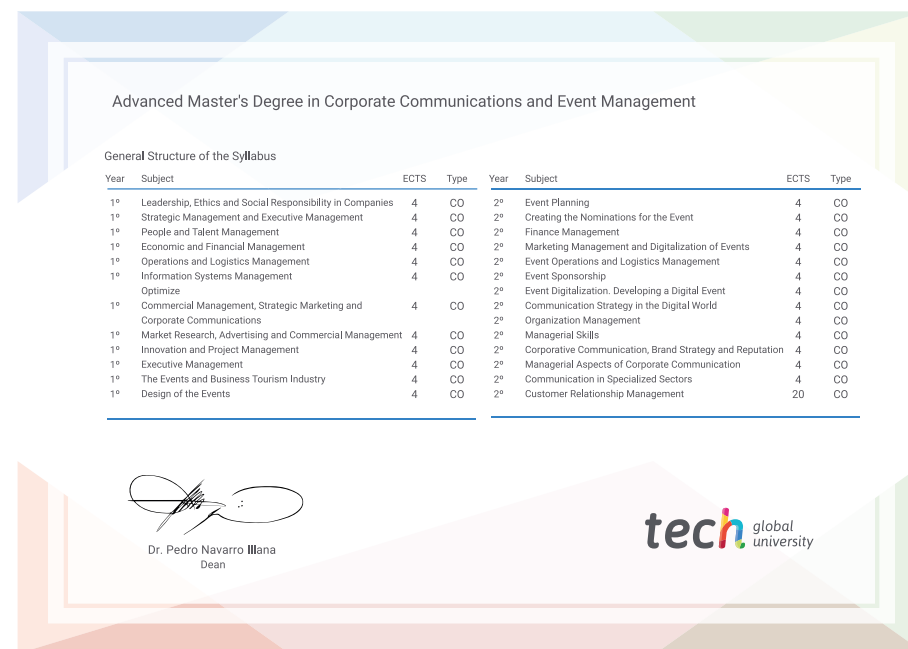 Advanced Master's Degree in Corporate Communications and Event Management
General Structure of the Syllabus
Year Subject ECTS Type
1º Leadership, Ethics and Social Responsibility in Companies 4 CO
1º Strategic Management and Executive Management 4 CO
1º People and Talent Management 4 CO
1º Economic and Financial Management 4 CO
1º Operations and Logistics Management 4 CO
1º Information Systems Management 4 CO
Optimize
1º Commercial Management, Strategic Marketing and 4 CO
Corporate Communications
1º Market Research, Advertising and Commercial Management 4 CO
1º Innovation and Project Management 4 CO
1º Executive Management 4 CO
1º The Events and Business Tourism Industry 4 CO
1º Design of the Events 4 CO
Year Subject ECTS Type
2º Event Planning 4 CO
2º Creating the Nominations for the Event 4 CO
2º Finance Management 4 CO
2º Marketing Management and Digitalization of Events 4 CO
2º Event Operations and Logistics Management 4 CO
2º Event Sponsorship 4 CO
2º Event Digitalization. Developing a Digital Event 4 CO
2º Communication Strategy in the Digital World 4 CO
2º Organization Management 4 CO
2º Managerial Skills 4 CO
2º Corporative Communication, Brand Strategy and Reputation 4 CO
2º Managerial Aspects of Corporate Communication 4 CO
2º Communication in Specialized Sectors 4 CO
2º Customer Relationship Management 20 CO
Dr. Pedro Navarro Illana
Dean
tech global
university